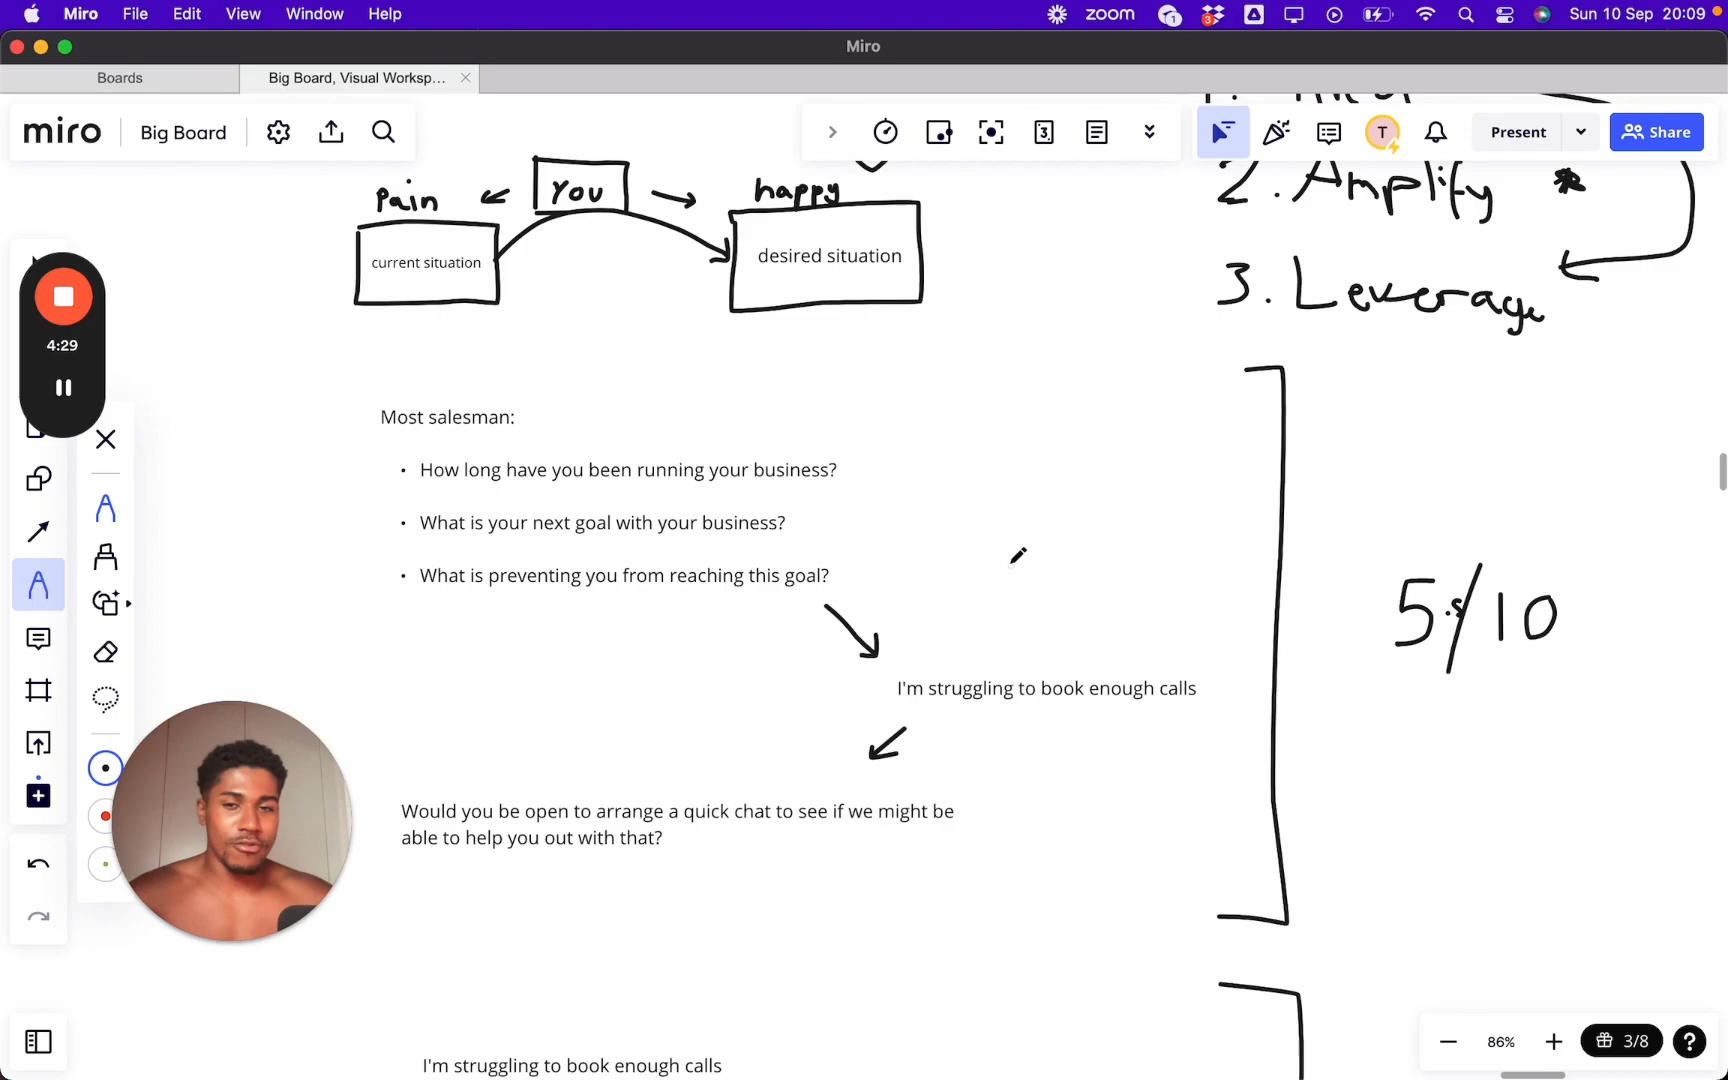 Miro File Edit View Window Help
zoom 1 3 Sun 10 Sep 20:09
Miro
Boards
Big Board, Visual Worksp...
miro Big Board
3 T Present Share
2. Amplify *
3. Leverage
Pain ← You → happy
current situation
desired situation
4:29
Most salesman:
• How long have you been running your business?
• What is your next goal with your business?
• What is preventing you from reaching this goal?
5.5/10
I'm struggling to book enough calls
Would you be open to arrange a quick chat to see if we might be
able to help you out with that?
I'm struggling to book enough calls
86% 3/8 ?